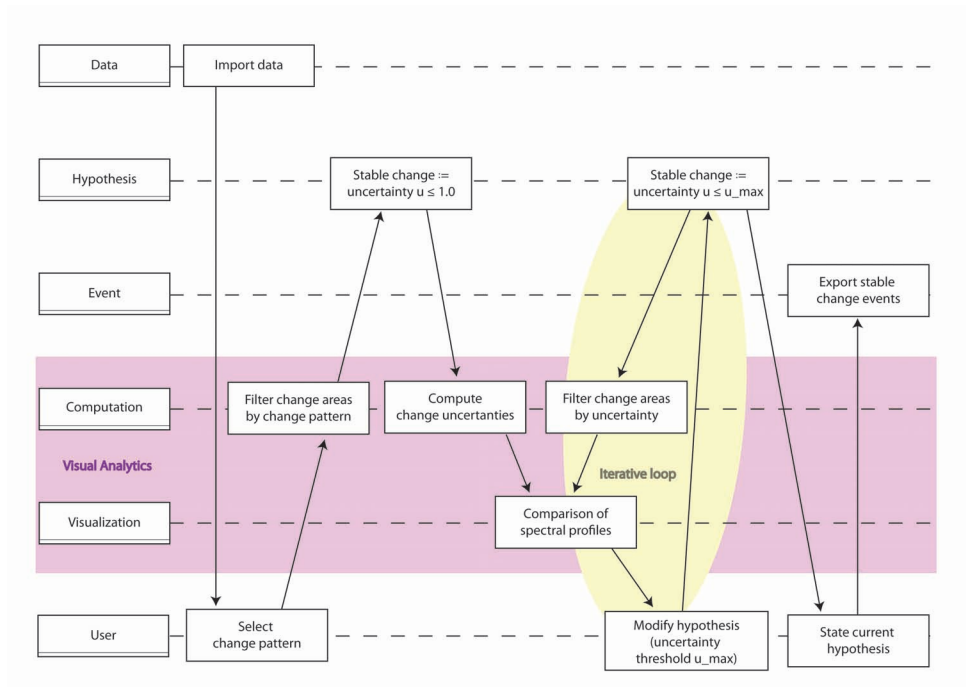 Data
Import data
Hypothesis
Stable change :=
uncertainty u ≤ 1.0
Stable change :=
uncertainty u ≤ u_max
Event
Export stable
change events
Computation
Filter change areas
by change pattern
Compute
change uncertanties
Filter change areas
by uncertainty
Visual Analytics
Iterative loop
Visualization
Comparison of
spectral profiles
User
Select
change pattern
Modify hypothesis
(uncertainty
threshold u_max)
State current
hypothesis